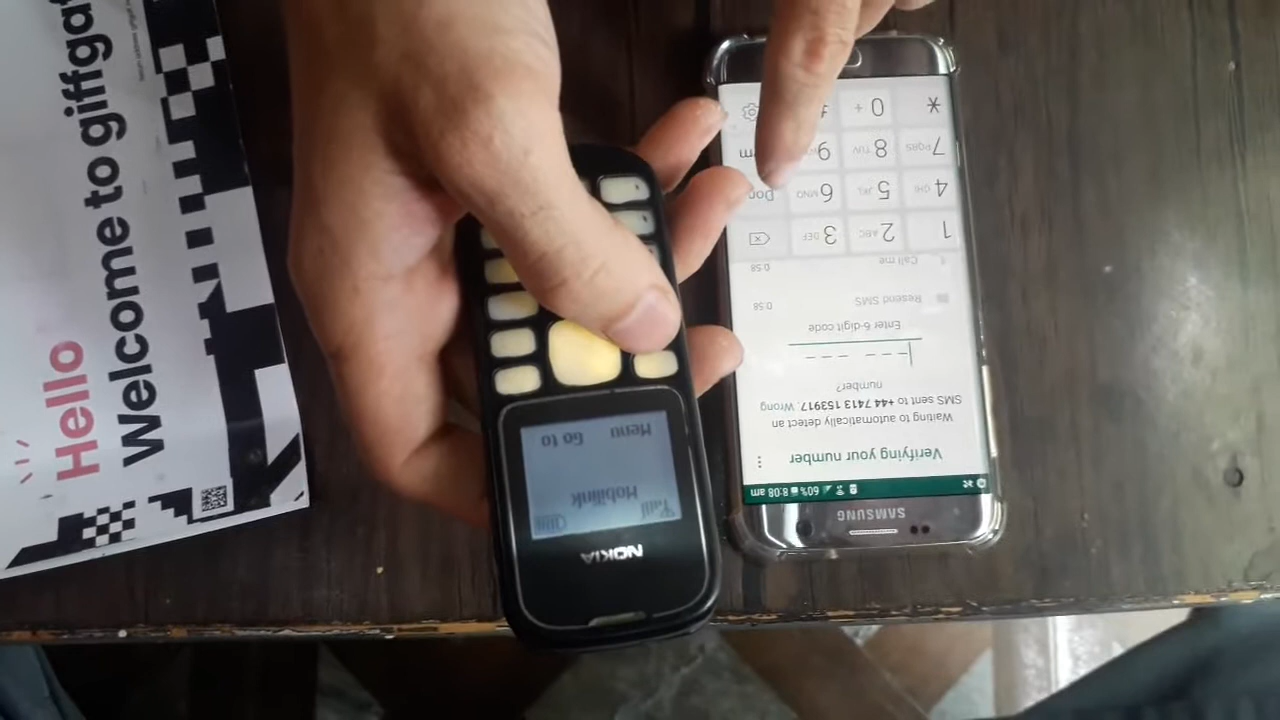 Hello
Welcome to giffga
NOKIA
Mobilink
Menu Go to
SAMSUNG
60% 8:08 am
Verifying your number
Waiting to automatically detect an
SMS sent to +44 7413 153917. Wrong
number?
Enter 6-digit code
Resend SMS 0:58
Call me 0:58
1 2 ABC 3 DEF
4 GHI 5 JKL 6 MNO Don
7 PQRS 8 TUV 9
* 0 +